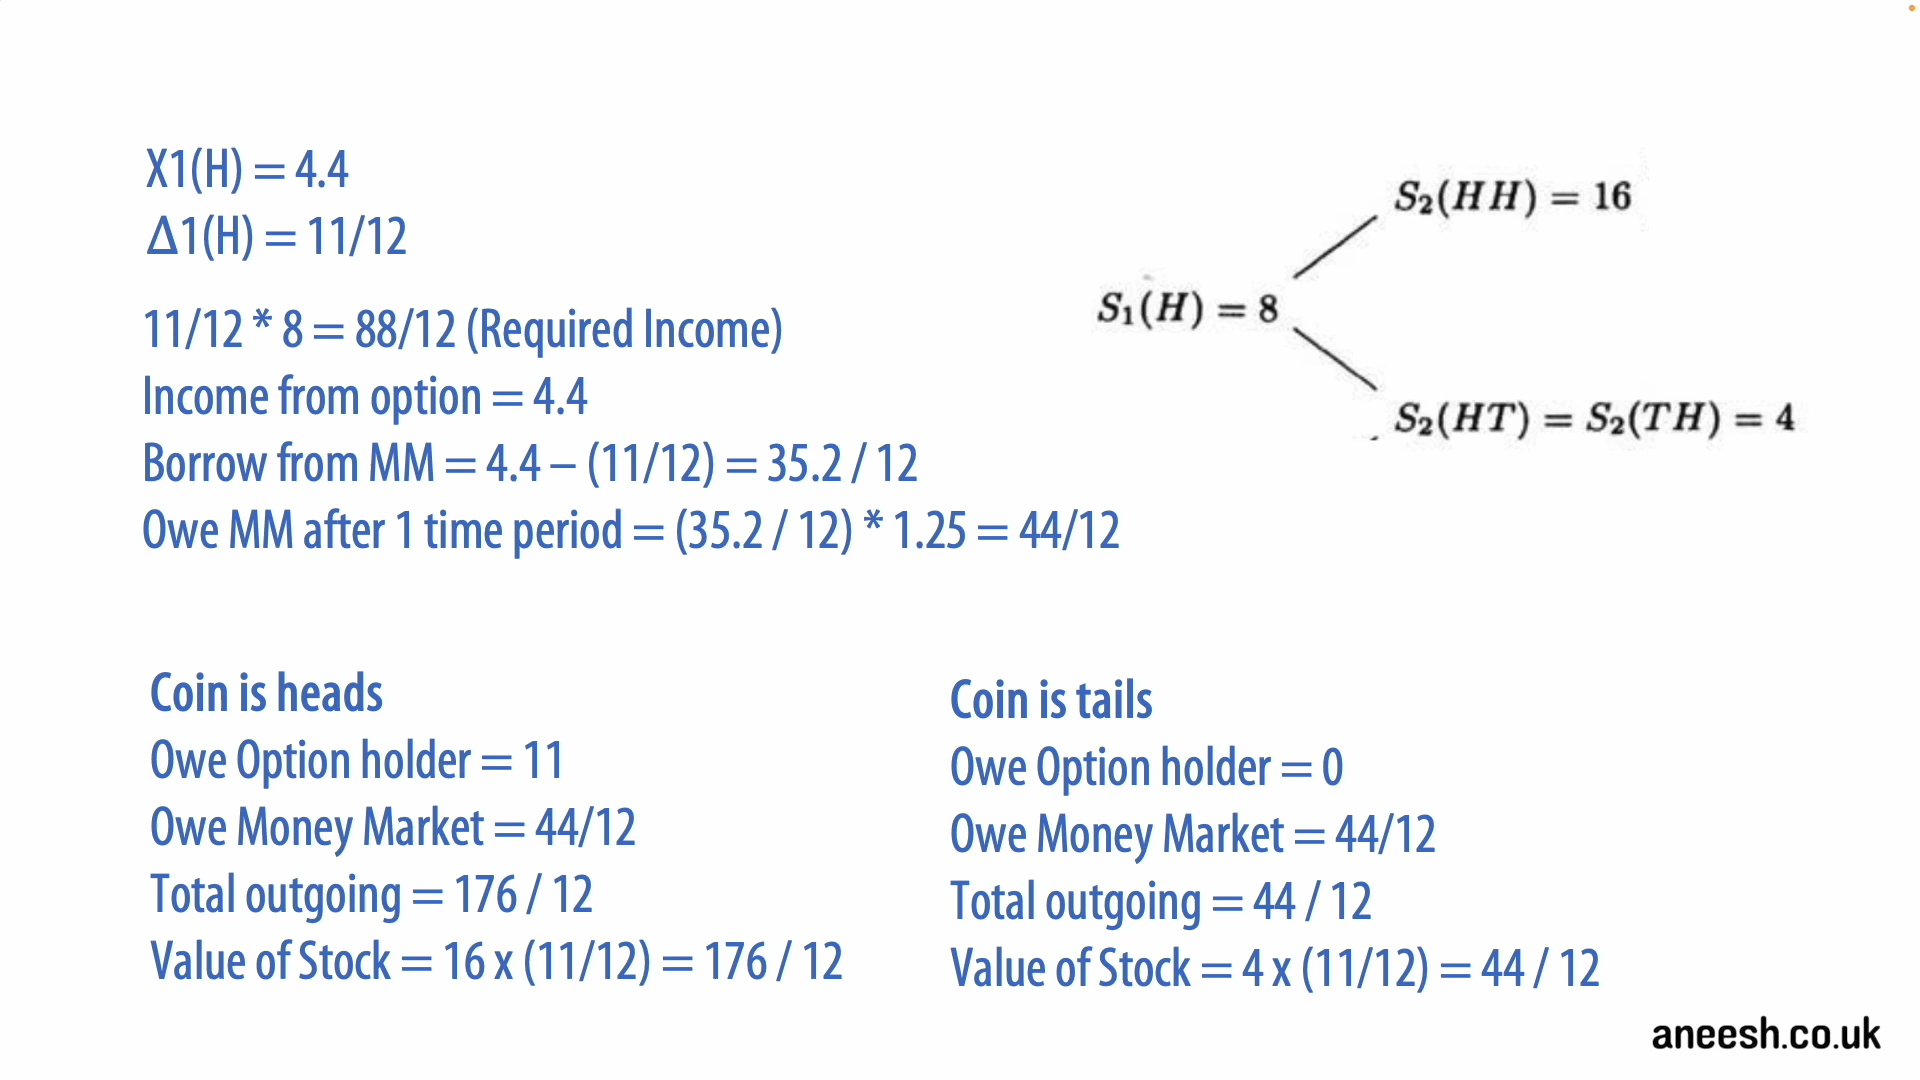 X1(H) = 4.4
Δ1(H) = 11/12
11/12 * 8 = 88/12 (Required Income)
Income from option = 4.4
Borrow from MM = 4.4 – (11/12) = 35.2 / 12
Owe MM after 1 time period = (35.2 / 12) * 1.25 = 44/12
S₂(HH) = 16
S₁(H) = 8
S₂(HT) = S₂(TH) = 4
Coin is heads
Owe Option holder = 11
Owe Money Market = 44/12
Total outgoing = 176 / 12
Value of Stock = 16 x (11/12) = 176 / 12
Coin is tails
Owe Option holder = 0
Owe Money Market = 44/12
Total outgoing = 44 / 12
Value of Stock = 4 x (11/12) = 44 / 12
aneesh.co.uk